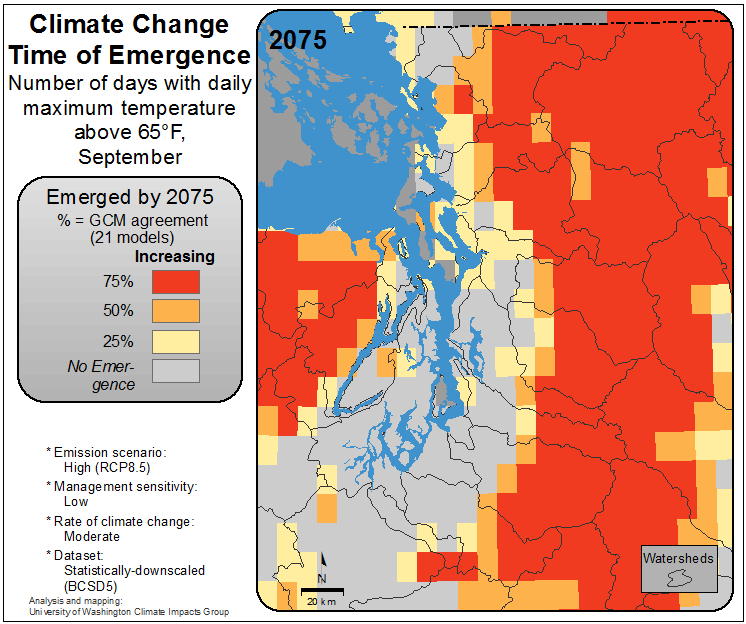 Climate Change
Time of Emergence
Number of days with daily
maximum temperature
above 65°F,
September
Emerged by 2075
% = GCM agreement
(21 models)
Increasing
75%
50%
25%
No Emer-
gence
* Emission scenario:
High (RCP8.5)
* Management sensitivity:
Low
* Rate of climate change:
Moderate
* Dataset:
Statistically-downscaled
(BCSD5)
Analysis and mapping:
University of Washington Climate Impacts Group
2075
N
20 km
Watersheds